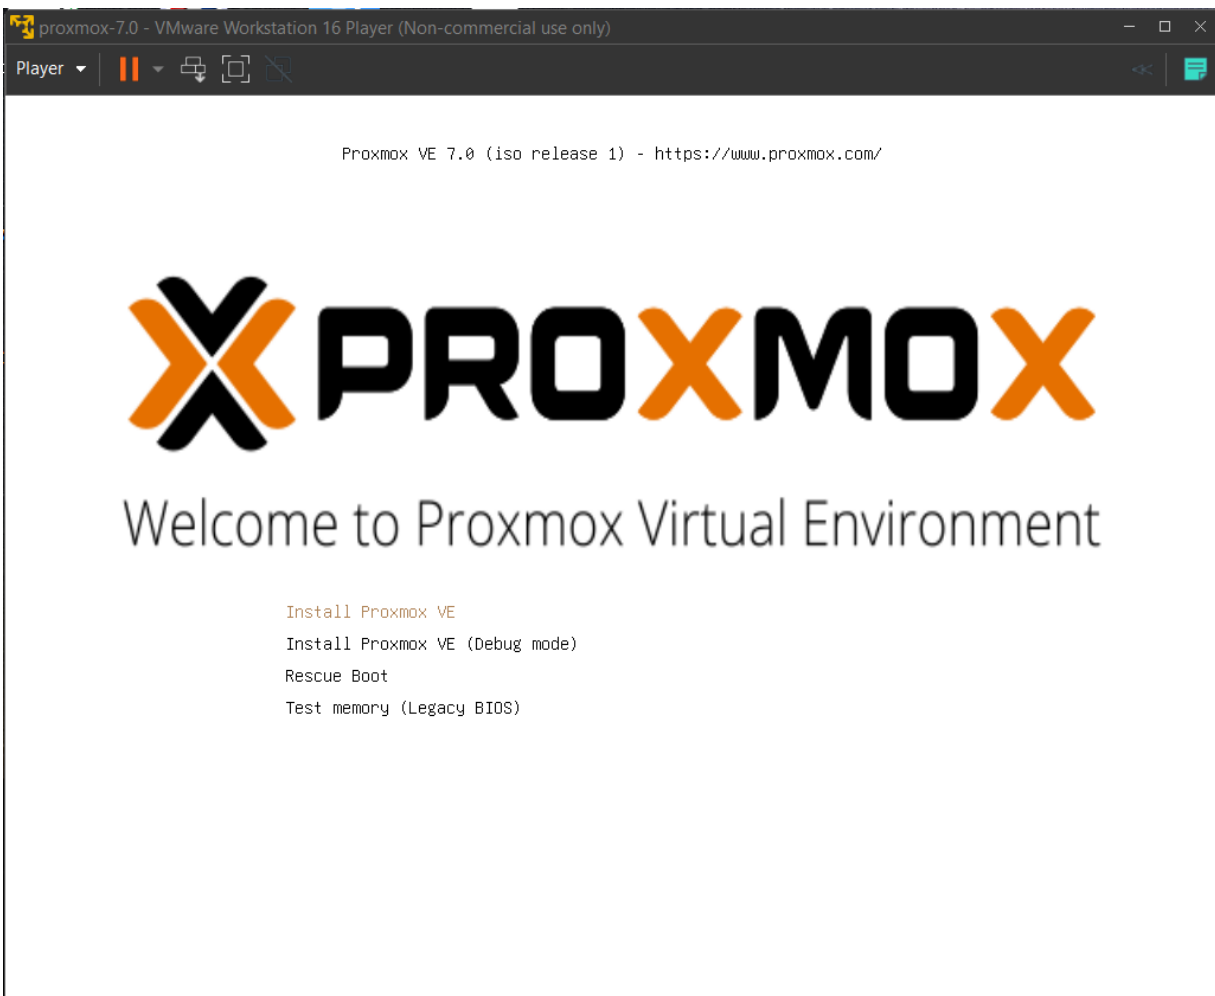 proxmox-7.0 - VMware Workstation 16 Player (Non-commercial use only)
Player
Proxmox VE 7.0 (iso release 1) - https://www.proxmox.com/
PROXMOX
Welcome to Proxmox Virtual Environment
Install Proxmox VE
Install Proxmox VE (Debug mode)
Rescue Boot
Test memory (Legacy BIOS)